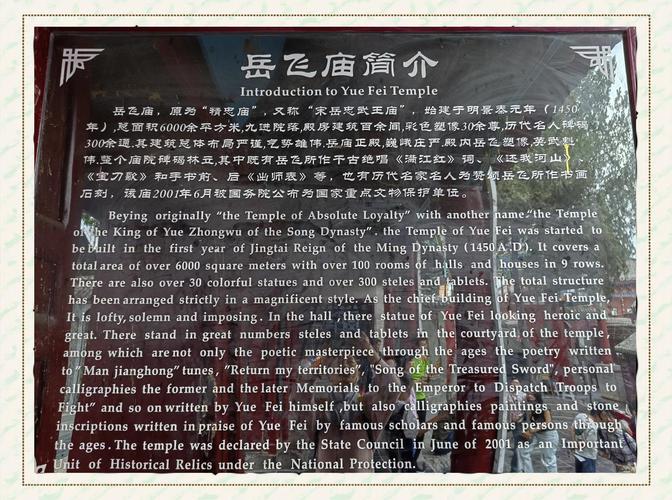 岳飞庙简介
Introduction to Yue Fei Temple
岳飞庙，原为“精忠庙”，又称“宋岳忠武王庙”，始建于明景泰元年（1450
年）,总面积6000余平方米,九进院落,殿房建筑百余间,彩色塑像30余尊,历代名人碑碣
300余通,其建筑总体布局严谨,气势雄伟,岳庙正殿,巍峨庄严,殿内岳飞塑像,英武魁
伟,整个庙院碑碣林立,其中既有岳飞所作千古绝唱《满江红》词、《还我河山》、
《宝刀歌》和手书前、后《出师表》等，也有历代名家名人为赞颂岳飞所作书画
石刻，该庙2001年6月被国务院公布为国家重点文物保护单位。
Beying originally “the Temple of Absolute Loyalty” with another name:“the Temple
of the King of Yue Zhongwu of the Song Dynasty”. the Temple of Yue Fei was started to
be built in the first year of Jingtai Reign of the Ming Dynasty (1450 A.D). It covers a
total area of over 6000 square meters with over 100 rooms of halls and houses in 9 rows.
There are also over 30 colorful statues and over 300 steles and tablets. The total structure
has been arranged strictly in a magnificent style. As the chief building of Yue Fei Temple,
It is lofty, solemn and imposing. In the hall , there statue of Yue Fei looking heroic and
great. There stand in great numbers steles and tablets in the courtyard of the temple,
among which are not only the poetic masterpiece through the ages the poetry written
to “Man jianghong” tunes, “Return my territories”, “Song of the Treasured Sword”, personal
calligraphies the former and the later Memorials to the Emperor to Dispatch Troops to
Fight” and so on written by Yue Fei himself ,but also calligraphies paintings and stone
inscriptions written in praise of Yue Fei by famous scholars and famous persons through
the ages . The temple was declared by the State Council in June of 2001 as an Important
Unit of Historical Relics under the National Protection.